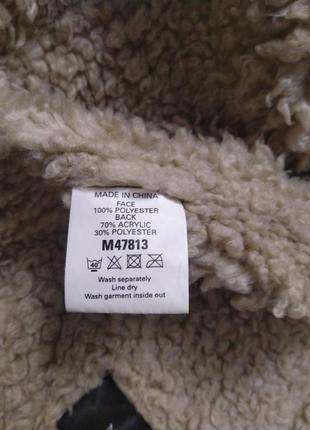 MADE IN CHINA
FACE
100% POLYESTER
BACK
70% ACRYLIC
30% POLYESTER
M47813
40
Wash separately
Line dry
Wash garment inside out